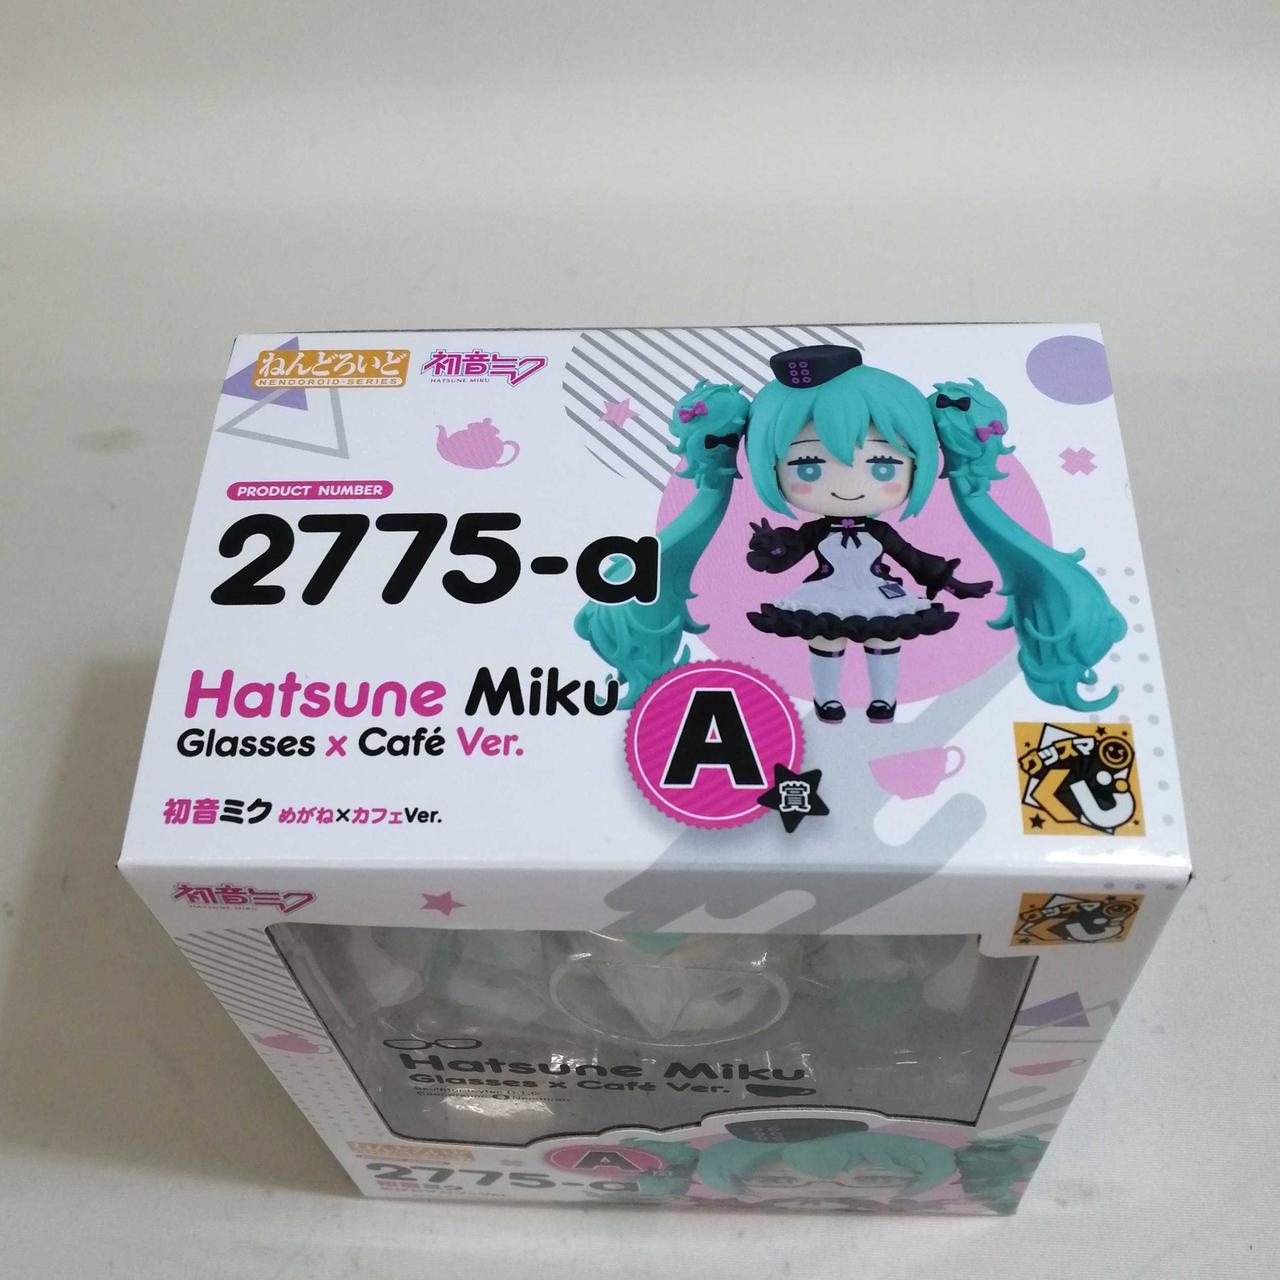 ねんどろいど
NENDOROID-SERIES
初音ミク
HATSUNE MIKU
PRODUCT NUMBER
2775-a
Hatsune Miku
Glasses x Café Ver.
初音ミク めがね×カフェVer.
A
賞
グッスマ
くじ
初音ミク
HATSUNE MIKU
グッスマ
くじ
Hatsune Miku
Glasses x Café Ver.
A
2775-a